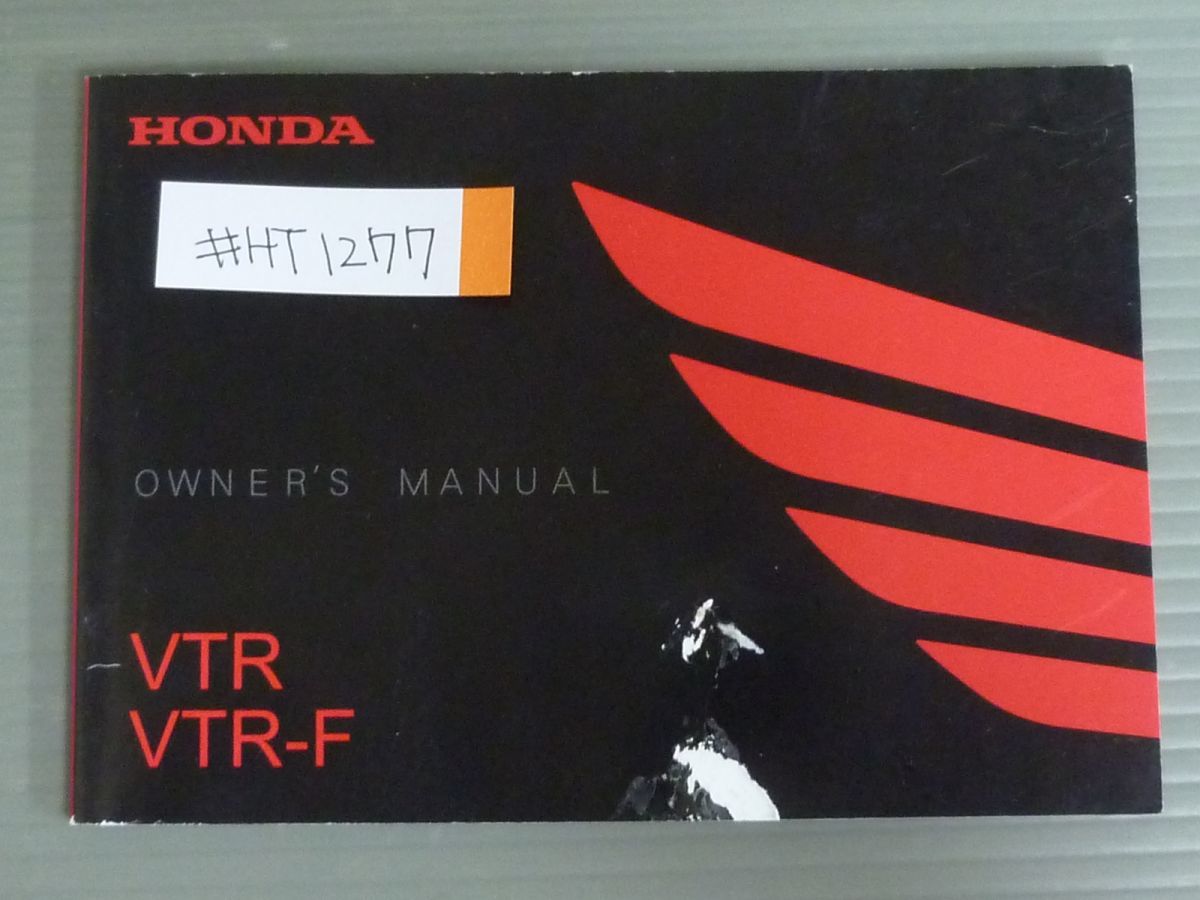 HONDA
#HT1277
OWNER'S MANUAL
VTR
VTR-F